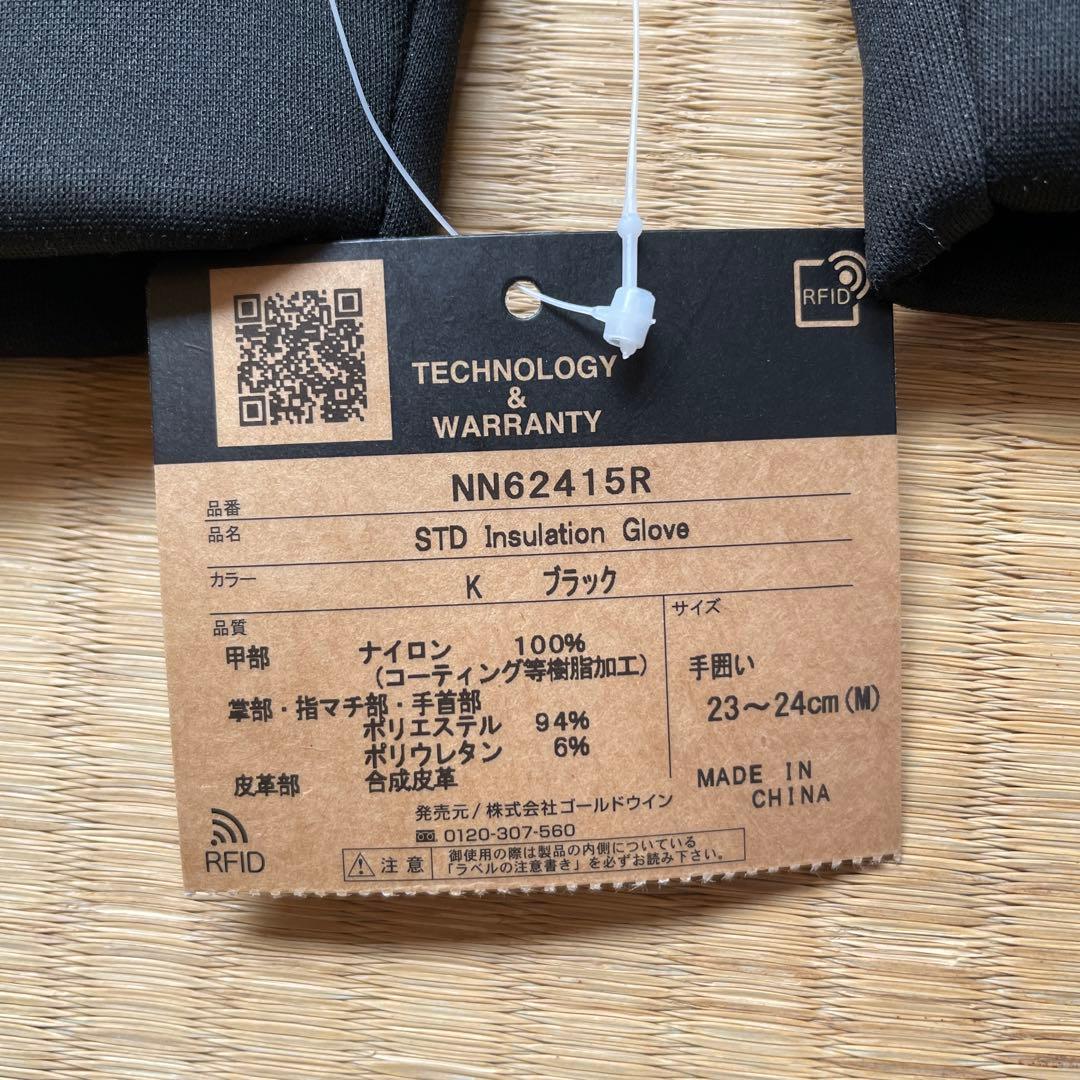 RFID
TECHNOLOGY
&
WARRANTY
品番 NN62415R
品名 STD Insulation Glove
カラー K ブラック
品質
甲部 ナイロン 100%
(コーティング等樹脂加工)
掌部・指マチ部・手首部
ポリエステル 94%
ポリウレタン 6%
皮革部 合成皮革
サイズ
手囲い
23～24cm(M)
MADE IN
CHINA
発売元/株式会社ゴールドウイン
0120-307-560
RFID
注意
御使用の際は製品の内側についている
「ラベルの注意書き」を必ずお読み下さい。